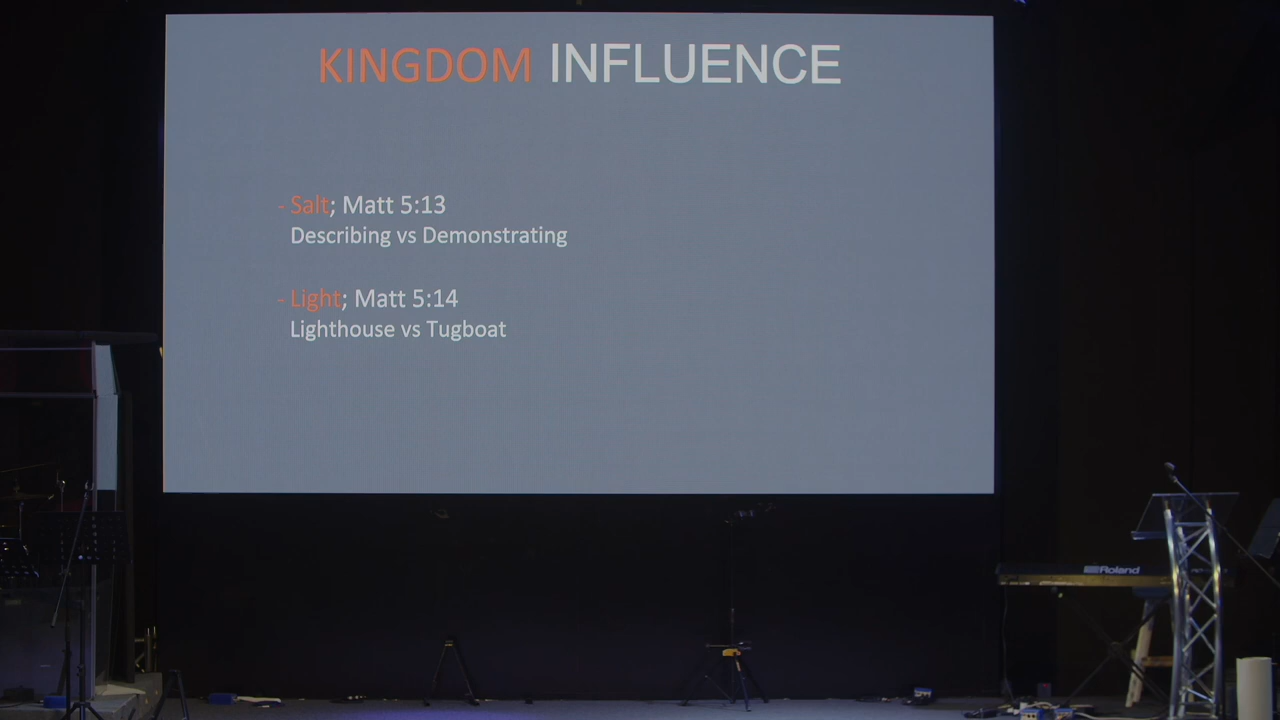 KINGDOM INFLUENCE
- Salt; Matt 5:13
Describing vs Demonstrating
- Light; Matt 5:14
Lighthouse vs Tugboat
Roland